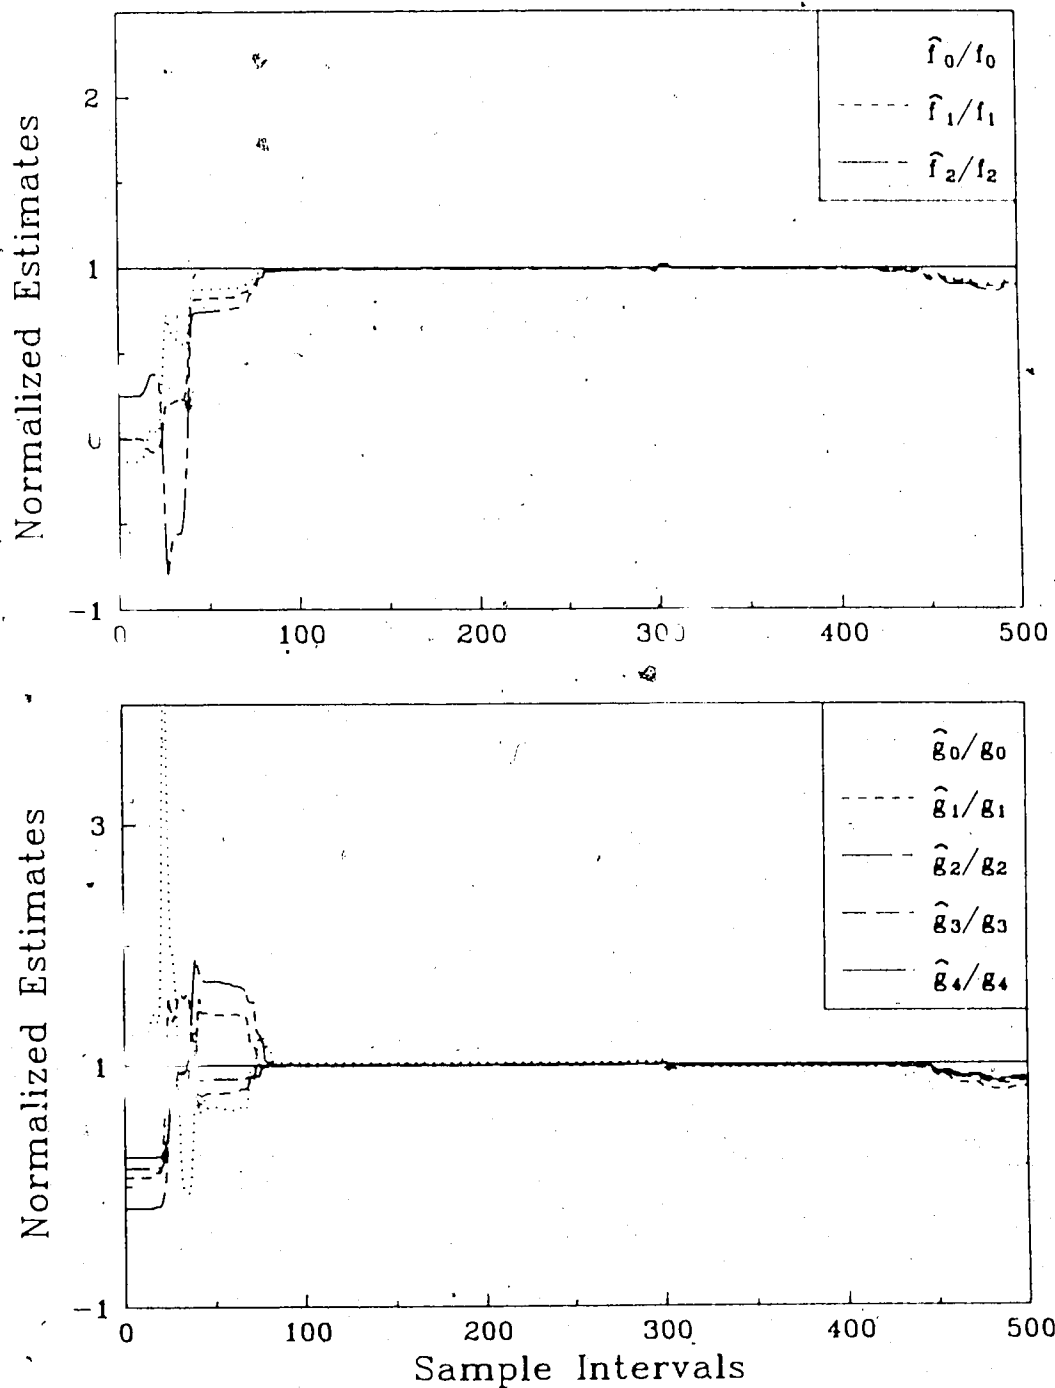 Normalized Estimates
2
1
0
-1
0
100
200
300
400
500
f̂₀/f₀
f̂₁/f₁
f̂₂/f₂
Normalized Estimates
3
1
-1
0
100
200
300
400
500
ĝ₀/g₀
ĝ₁/g₁
ĝ₂/g₂
ĝ₃/g₃
ĝ₄/g₄
Sample Intervals